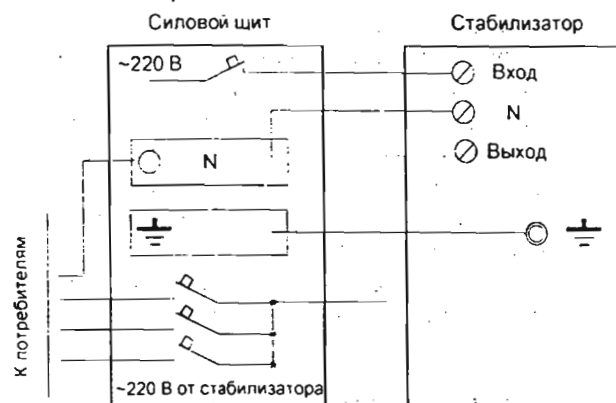 Силовой щит
Стабилизатор
~220 В
Вход
N
N
Выход
К потребителям
~220 В от стабилизатора